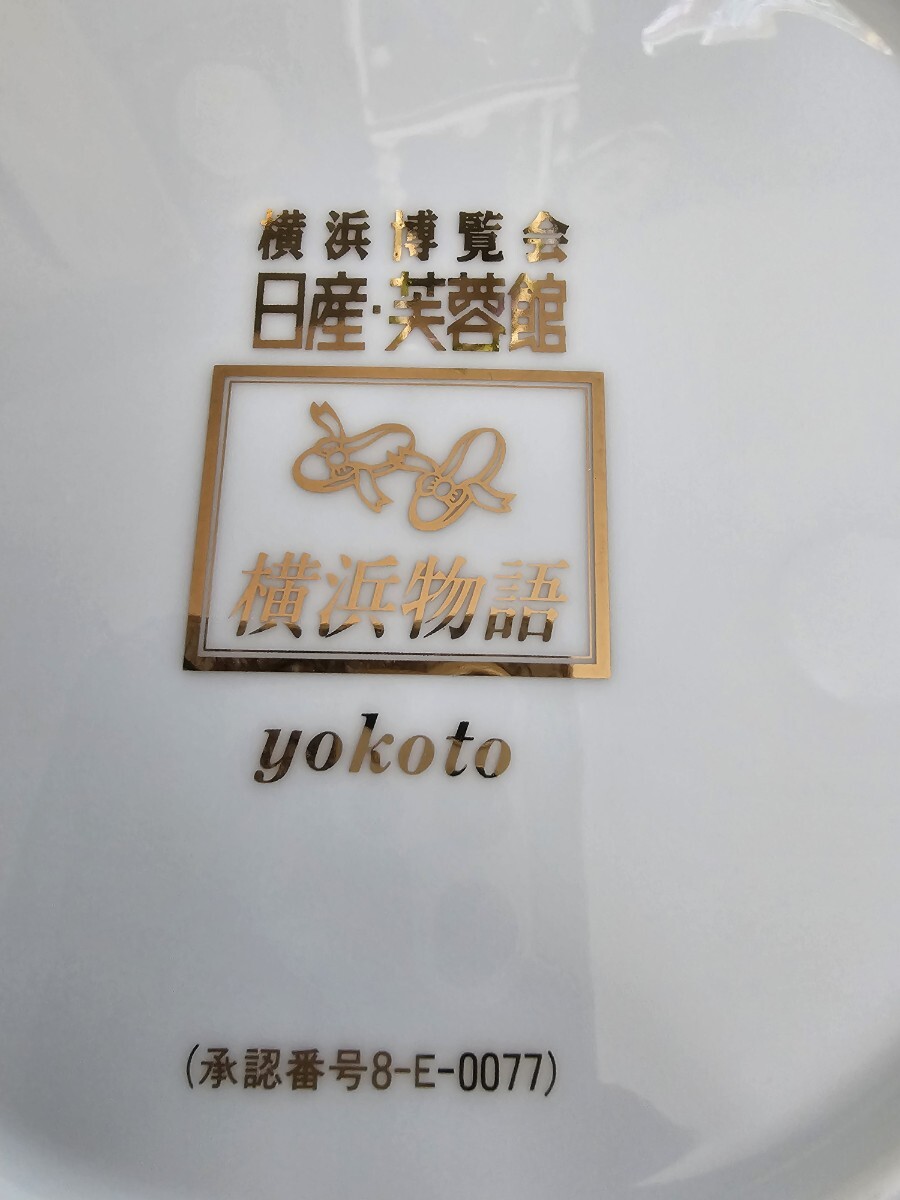 横浜博覧会
日産・芙蓉館
横浜物語
yokoto
(承認番号8-E-0077)